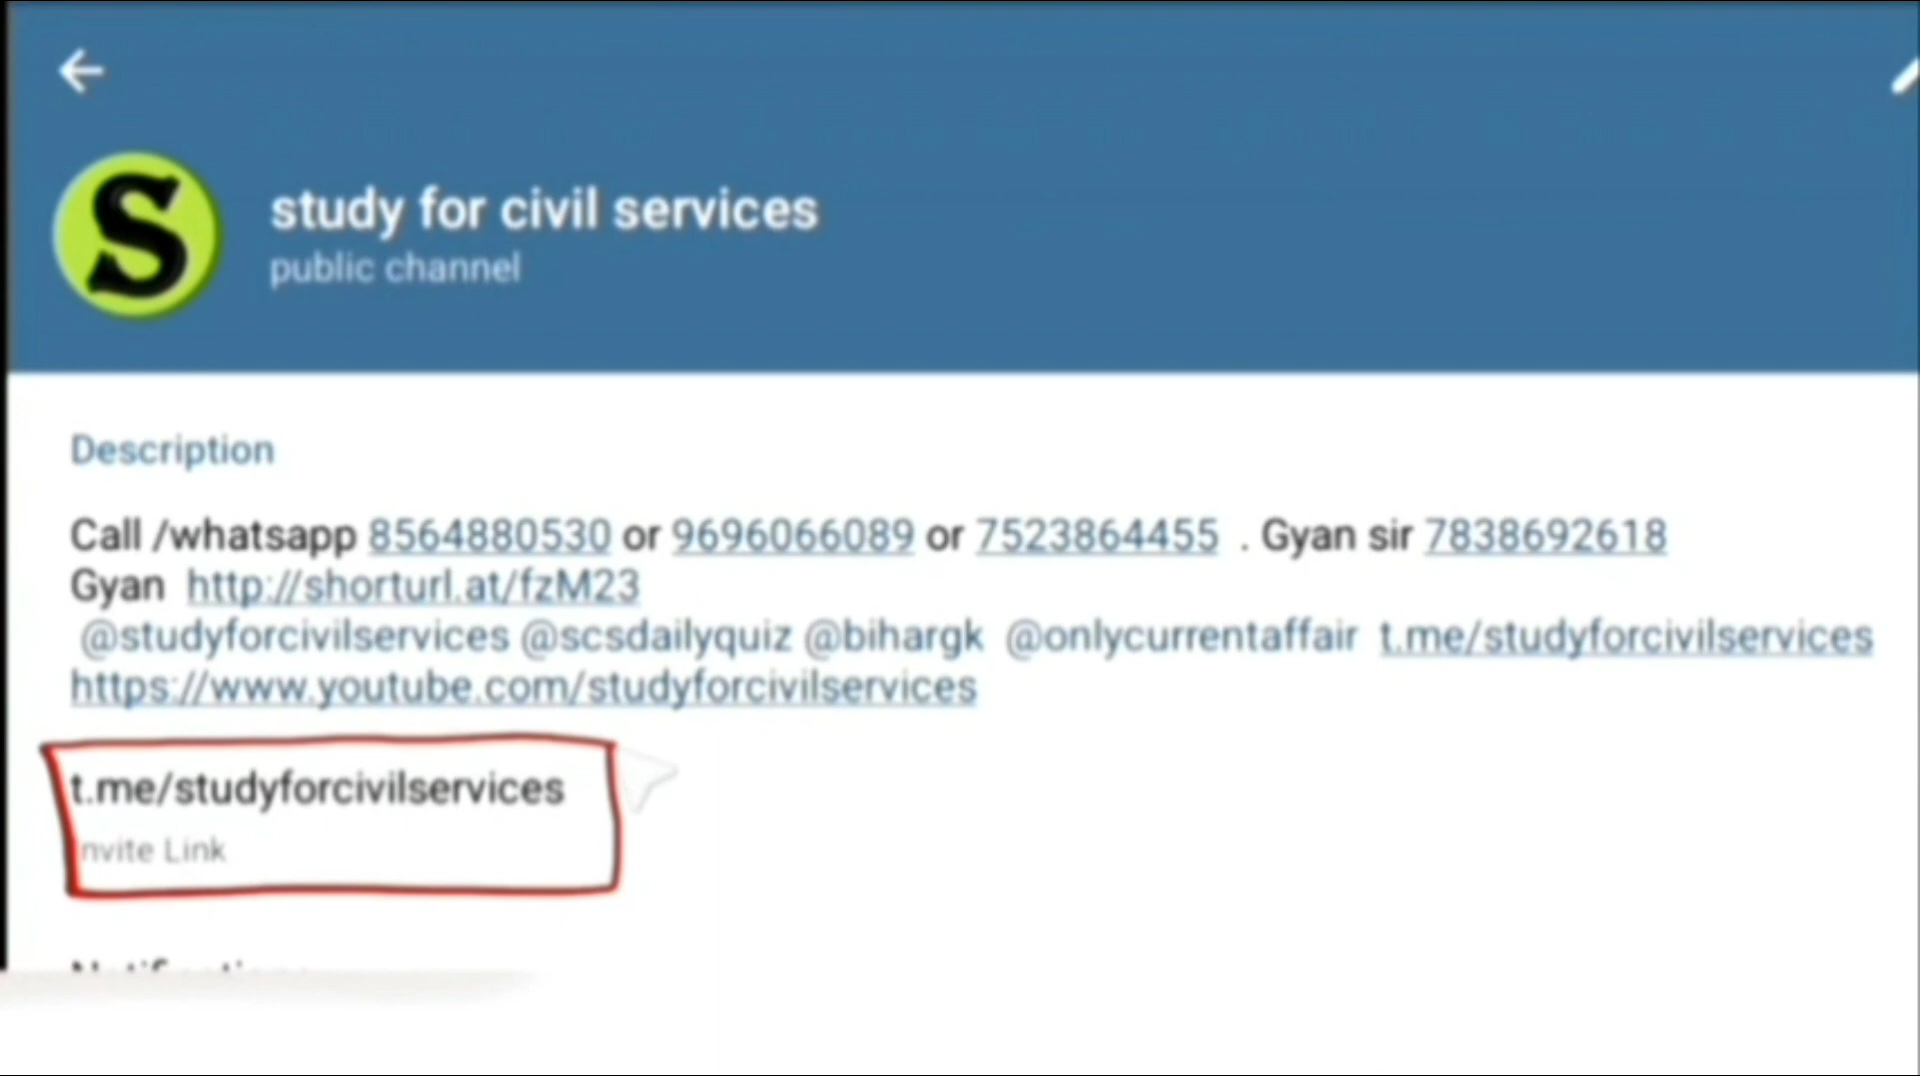 S
study for civil services
public channel
Description
Call /whatsapp 8564880530 or 9696066089 or 7523864455 . Gyan sir 7838692618
Gyan http://shorturl.at/fzM23
@studyforcivilservices @scsdailyquiz @bihargk @onlycurrentaffair t.me/studyforcivilservices
https://www.youtube.com/studyforcivilservices
t.me/studyforcivilservices
Invite Link